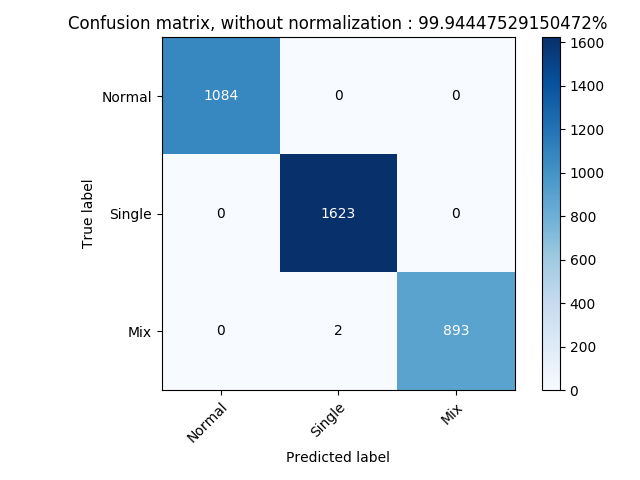 Confusion matrix, without normalization : 99.94447529150472%
Normal 1084 0 0
Single 0 1623 0
Mix 0 2 893
Normal Single Mix
Predicted label
True label
1600
1400
1200
1000
800
600
400
200
0